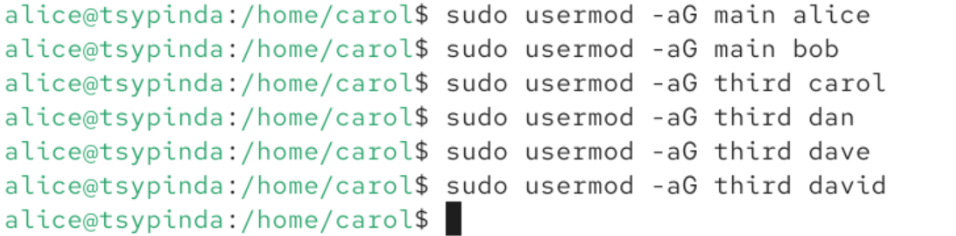 alice@tsypinda:/home/carol$ sudo usermod -aG main alice
alice@tsypinda:/home/carol$ sudo usermod -aG main bob
alice@tsypinda:/home/carol$ sudo usermod -aG third carol
alice@tsypinda:/home/carol$ sudo usermod -aG third dan
alice@tsypinda:/home/carol$ sudo usermod -aG third dave
alice@tsypinda:/home/carol$ sudo usermod -aG third david
alice@tsypinda:/home/carol$